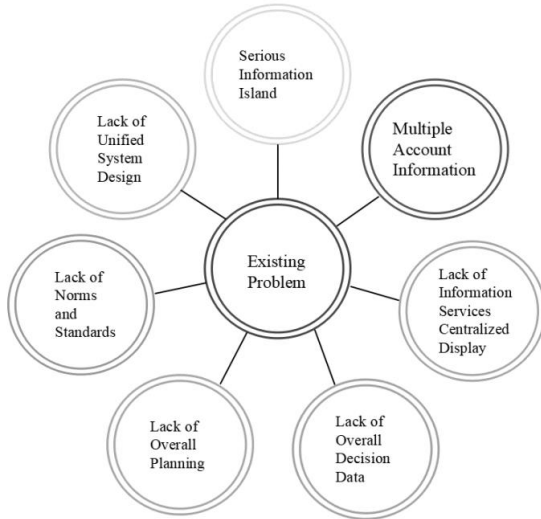 Serious
Information
Island
Multiple
Account
Information
Lack of
Information
Services
Centralized
Display
Lack of
Overall
Decision
Data
Lack of
Overall
Planning
Lack of
Norms
and
Standards
Lack of
Unified
System
Design
Existing
Problem